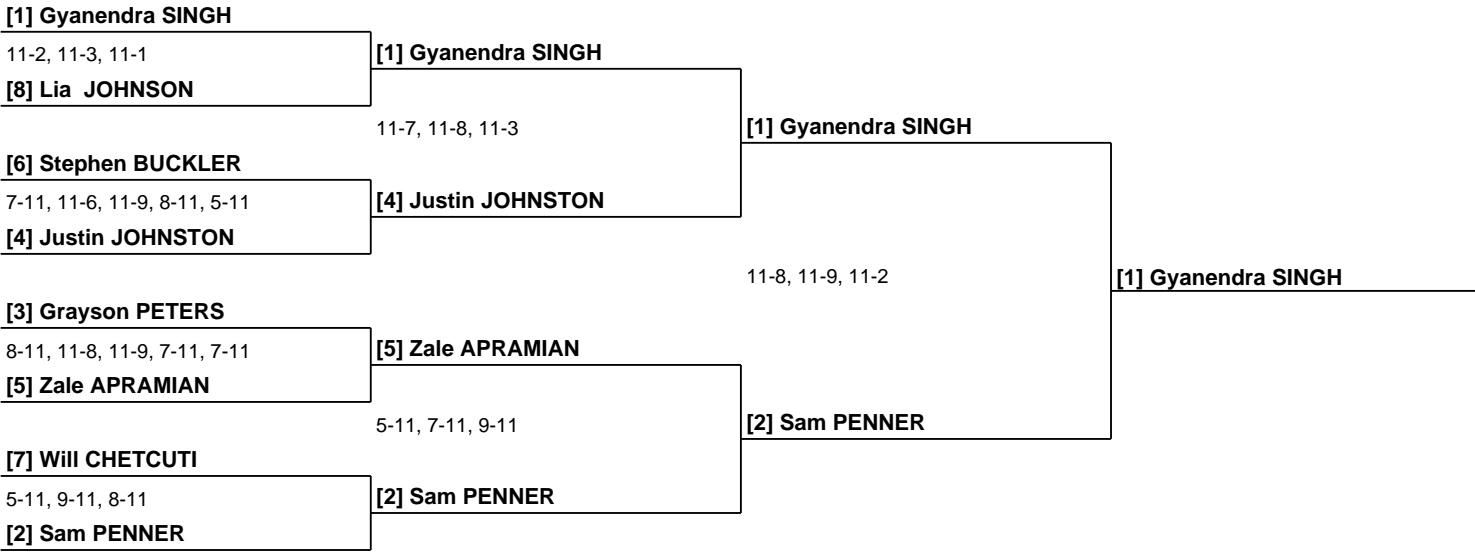 [1] Gyanendra SINGH
11-2, 11-3, 11-1
[8] Lia  JOHNSON
[6] Stephen BUCKLER
7-11, 11-6, 11-9, 8-11, 5-11
[4] Justin JOHNSTON
[3] Grayson PETERS
8-11, 11-8, 11-9, 7-11, 7-11
[5] Zale APRAMIAN
[7] Will CHETCUTI
5-11, 9-11, 8-11
[2] Sam PENNER
[1] Gyanendra SINGH
11-7, 11-8, 11-3
[4] Justin JOHNSTON
[5] Zale APRAMIAN
5-11, 7-11, 9-11
[2] Sam PENNER
[1] Gyanendra SINGH
11-8, 11-9, 11-2
[2] Sam PENNER
[1] Gyanendra SINGH